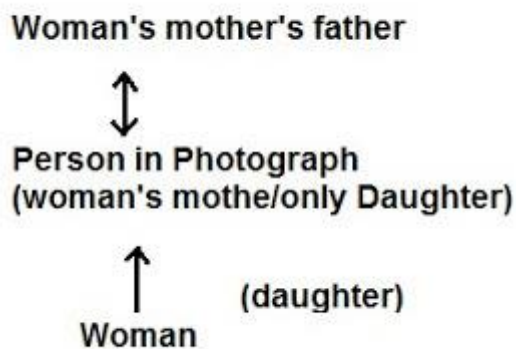 Woman's mother's father
Person in Photograph
(woman's mothe/only Daughter)
(daughter)
Woman